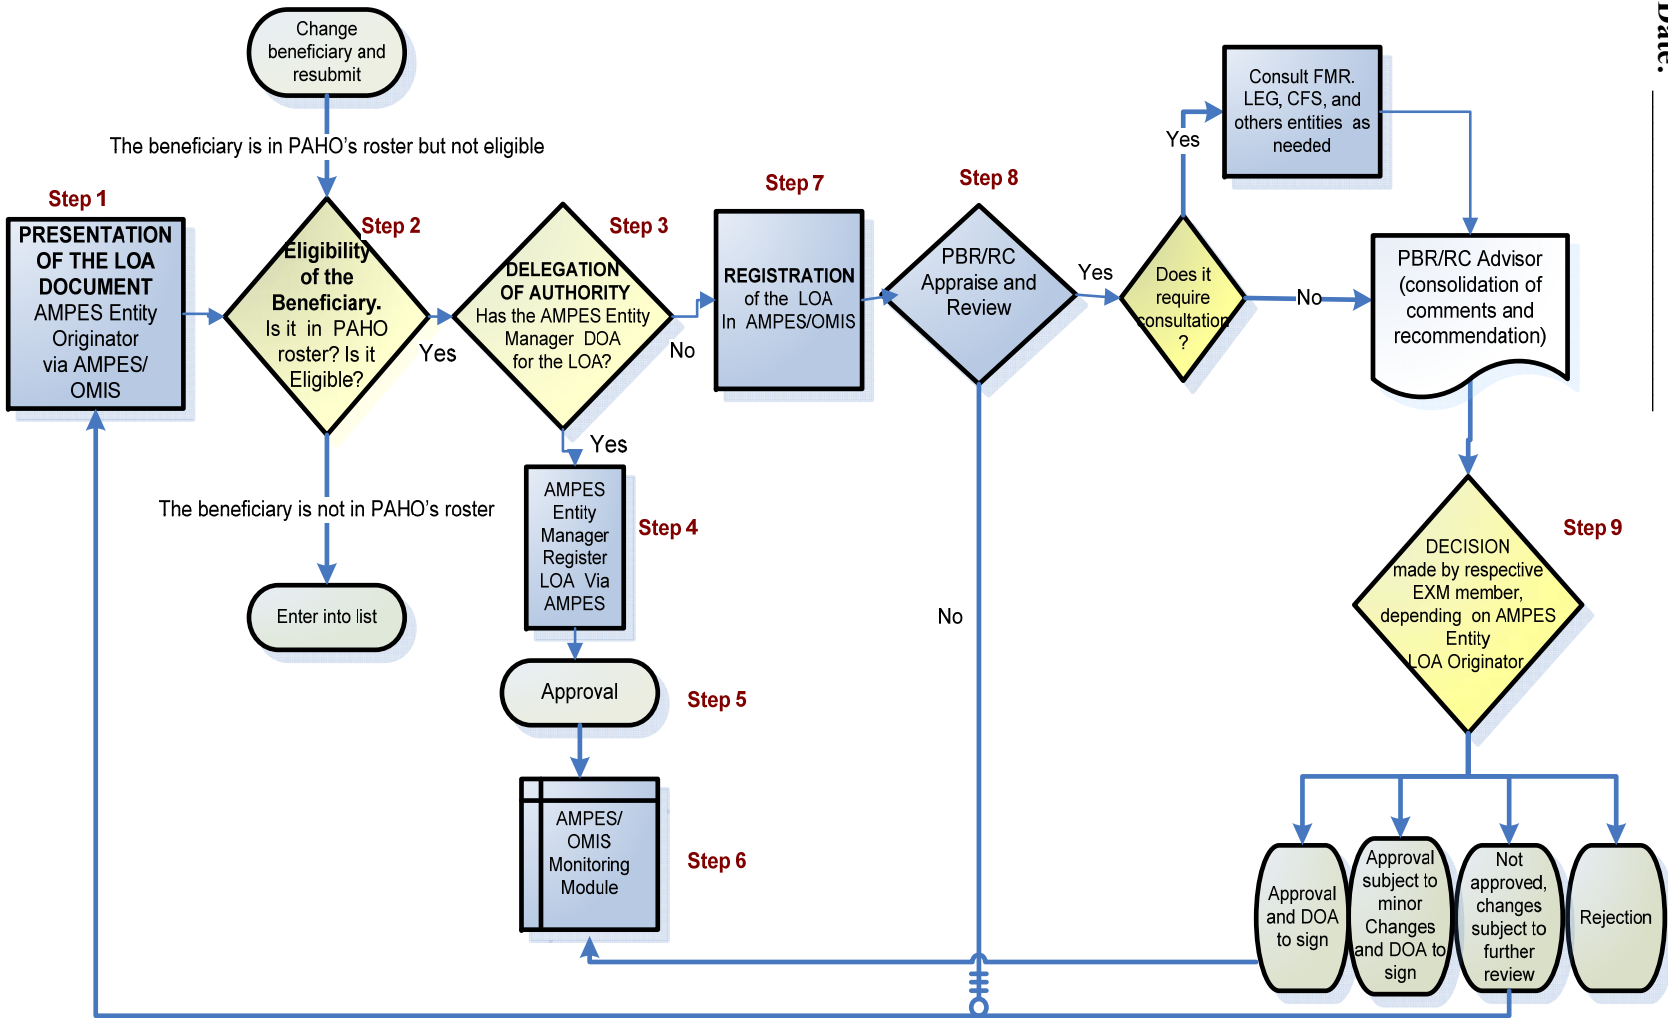 Date:
Change
beneficiary and
resubmit
The beneficiary is in PAHO's roster but not eligible
Step 1
PRESENTATION
OF THE LOA
DOCUMENT
AMPES Entity
Originator
via AMPES/
OMIS
Step 2
Eligibility
of the
Beneficiary.
Is it in PAHO
roster? Is it
Eligible?
Yes
The beneficiary is not in PAHO's roster
Enter into list
Step 3
DELEGATION
OF AUTHORITY
Has the AMPES Entity
Manager DOA
for the LOA?
No
Yes
AMPES
Entity
Manager
Register
LOA Via
AMPES
Step 4
Approval
Step 5
AMPES/
OMIS
Monitoring
Module
Step 6
Step 7
REGISTRATION
of the LOA
In AMPES/OMIS
Step 8
PBR/RC
Appraise and
Review
Yes
No
Does it
require
consultation
?
Yes
No
Consult FMR.
LEG, CFS, and
others entities as
needed
PBR/RC Advisor
(consolidation of
comments and
recommendation)
Step 9
DECISION
made by respective
EXM member,
depending on AMPES
Entity
LOA Originator
Approval
and DOA
to sign
Approval
subject to
minor
Changes
and DOA to
sign
Not
approved,
changes
subject to
further
review
Rejection